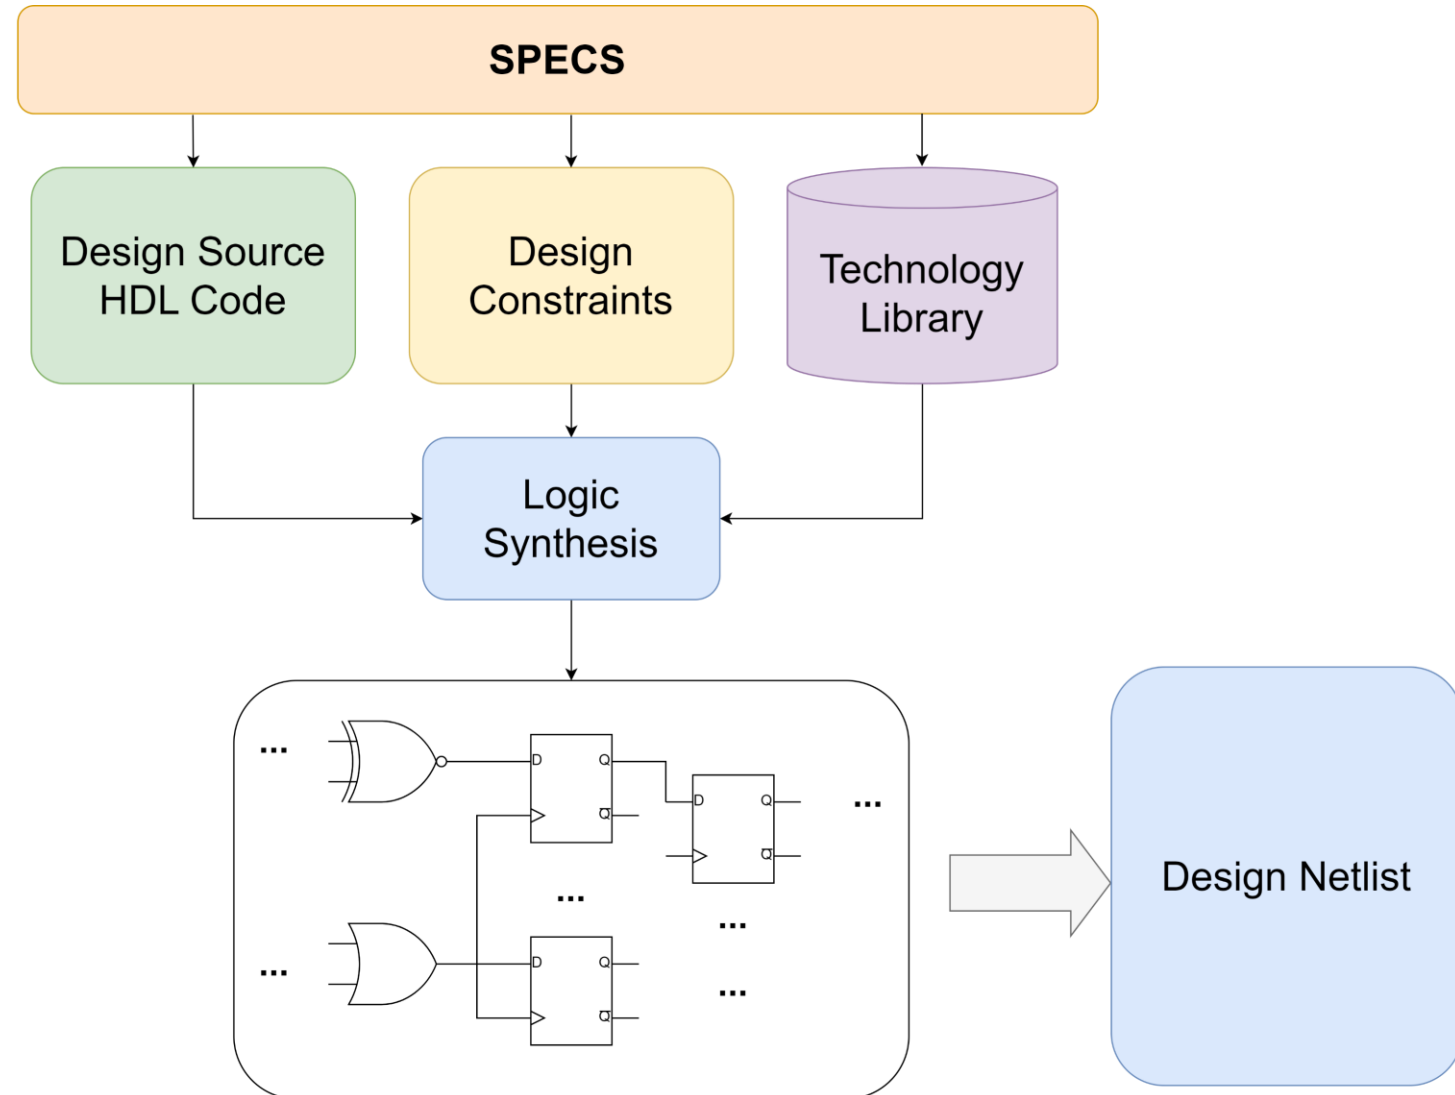 SPECS
Design Source
HDL Code
Design
Constraints
Technology
Library
Logic
Synthesis
...
D
Q
Q
D
Q
Q
...
...
...
...
D
Q
Q
...
Design Netlist